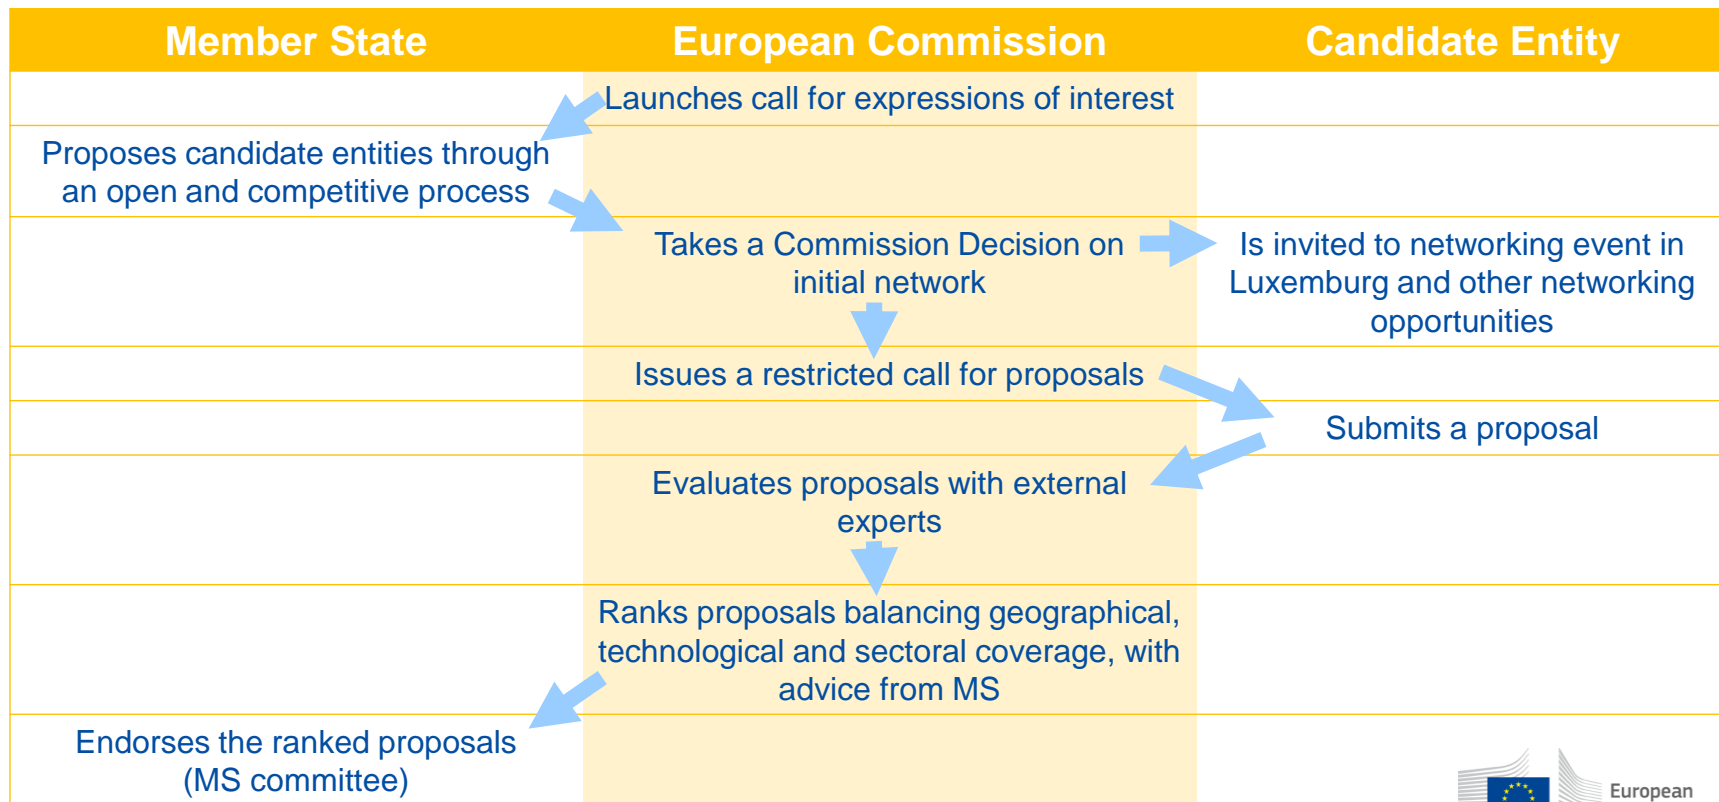 Member State
European Commission
Candidate Entity
Launches call for expressions of interest
Proposes candidate entities through
an open and competitive process
Takes a Commission Decision on
initial network
Is invited to networking event in
Luxemburg and other networking
opportunities
Issues a restricted call for proposals
Submits a proposal
Evaluates proposals with external
experts
Ranks proposals balancing geographical,
technological and sectoral coverage, with
advice from MS
Endorses the ranked proposals
(MS committee)
European